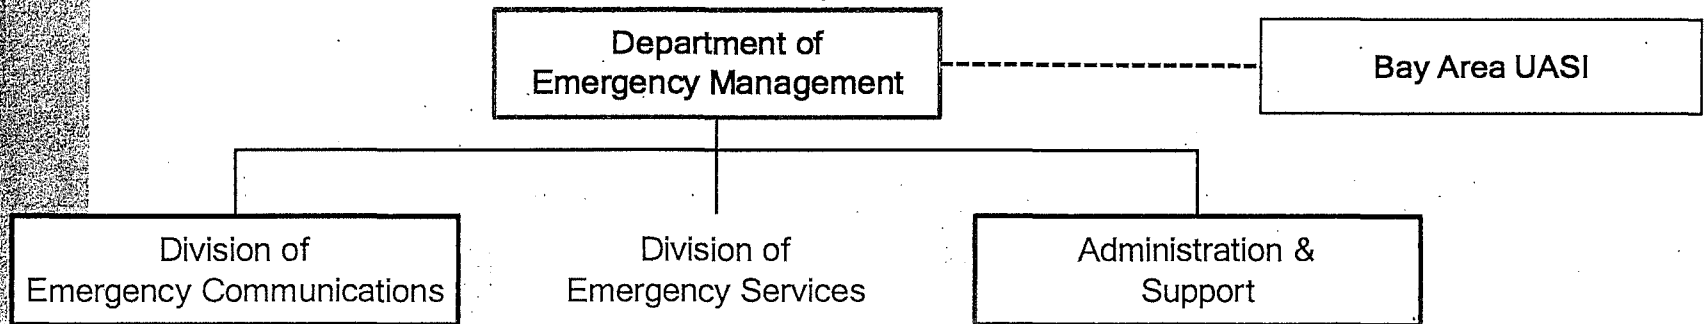 Department of
Emergency Management
Bay Area UASI
Division of
Emergency Communications
Division of
Emergency Services
Administration &
Support